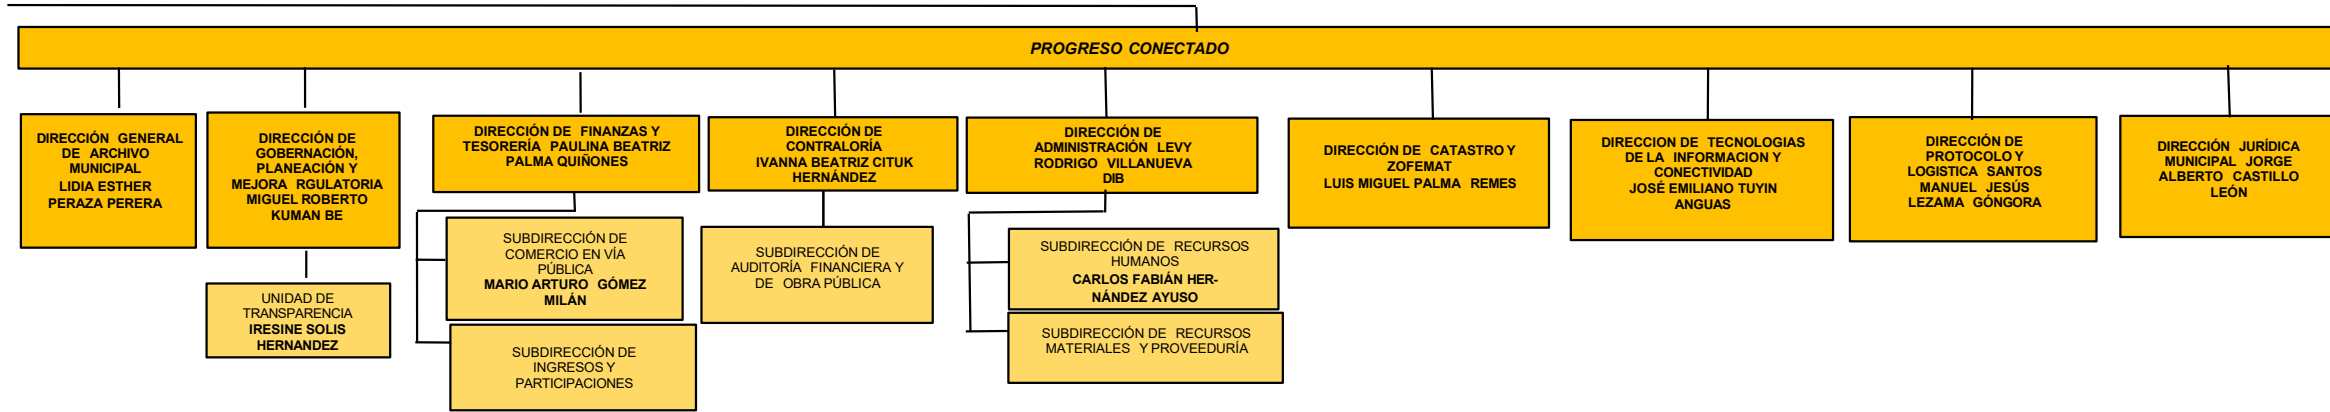 PROGRESO CONECTADO
DIRECCIÓN GENERAL
DE ARCHIVO
MUNICIPAL
LIDIA ESTHER
PERAZA PERERA
DIRECCIÓN DE
GOBERNACIÓN,
PLANEACIÓN Y
MEJORA RGULATORIA
MIGUEL ROBERTO
KUMAN BE
UNIDAD DE
TRANSPARENCIA
IRESINE SOLIS
HERNANDEZ
DIRECCIÓN DE FINANZAS Y
TESORERÍA PAULINA BEATRIZ
PALMA QUIÑONES
SUBDIRECCIÓN DE
COMERCIO EN VÍA
PÚBLICA
MARIO ARTURO GÓMEZ
MILÁN
SUBDIRECCIÓN DE
INGRESOS Y
PARTICIPACIONES
DIRECCIÓN DE
CONTRALORÍA
IVANNA BEATRIZ CITUK
HERNÁNDEZ
SUBDIRECCIÓN DE
AUDITORÍA FINANCIERA Y
DE OBRA PÚBLICA
DIRECCIÓN DE
ADMINISTRACIÓN LEVY
RODRIGO VILLANUEVA
DIB
SUBDIRECCIÓN DE RECURSOS
HUMANOS
CARLOS FABIÁN HER-
NÁNDEZ AYUSO
SUBDIRECCIÓN DE RECURSOS
MATERIALES Y PROVEEDURÍA
DIRECCIÓN DE CATASTRO Y
ZOFEMAT
LUIS MIGUEL PALMA REMES
DIRECCION DE TECNOLOGIAS
DE LA INFORMACION Y
CONECTIVIDAD
JOSÉ EMILIANO TUYIN
ANGUAS
DIRECCIÓN DE
PROTOCOLO Y
LOGISTICA SANTOS
MANUEL JESÚS
LEZAMA GÓNGORA
DIRECCIÓN JURÍDICA
MUNICIPAL JORGE
ALBERTO CASTILLO
LEÓN